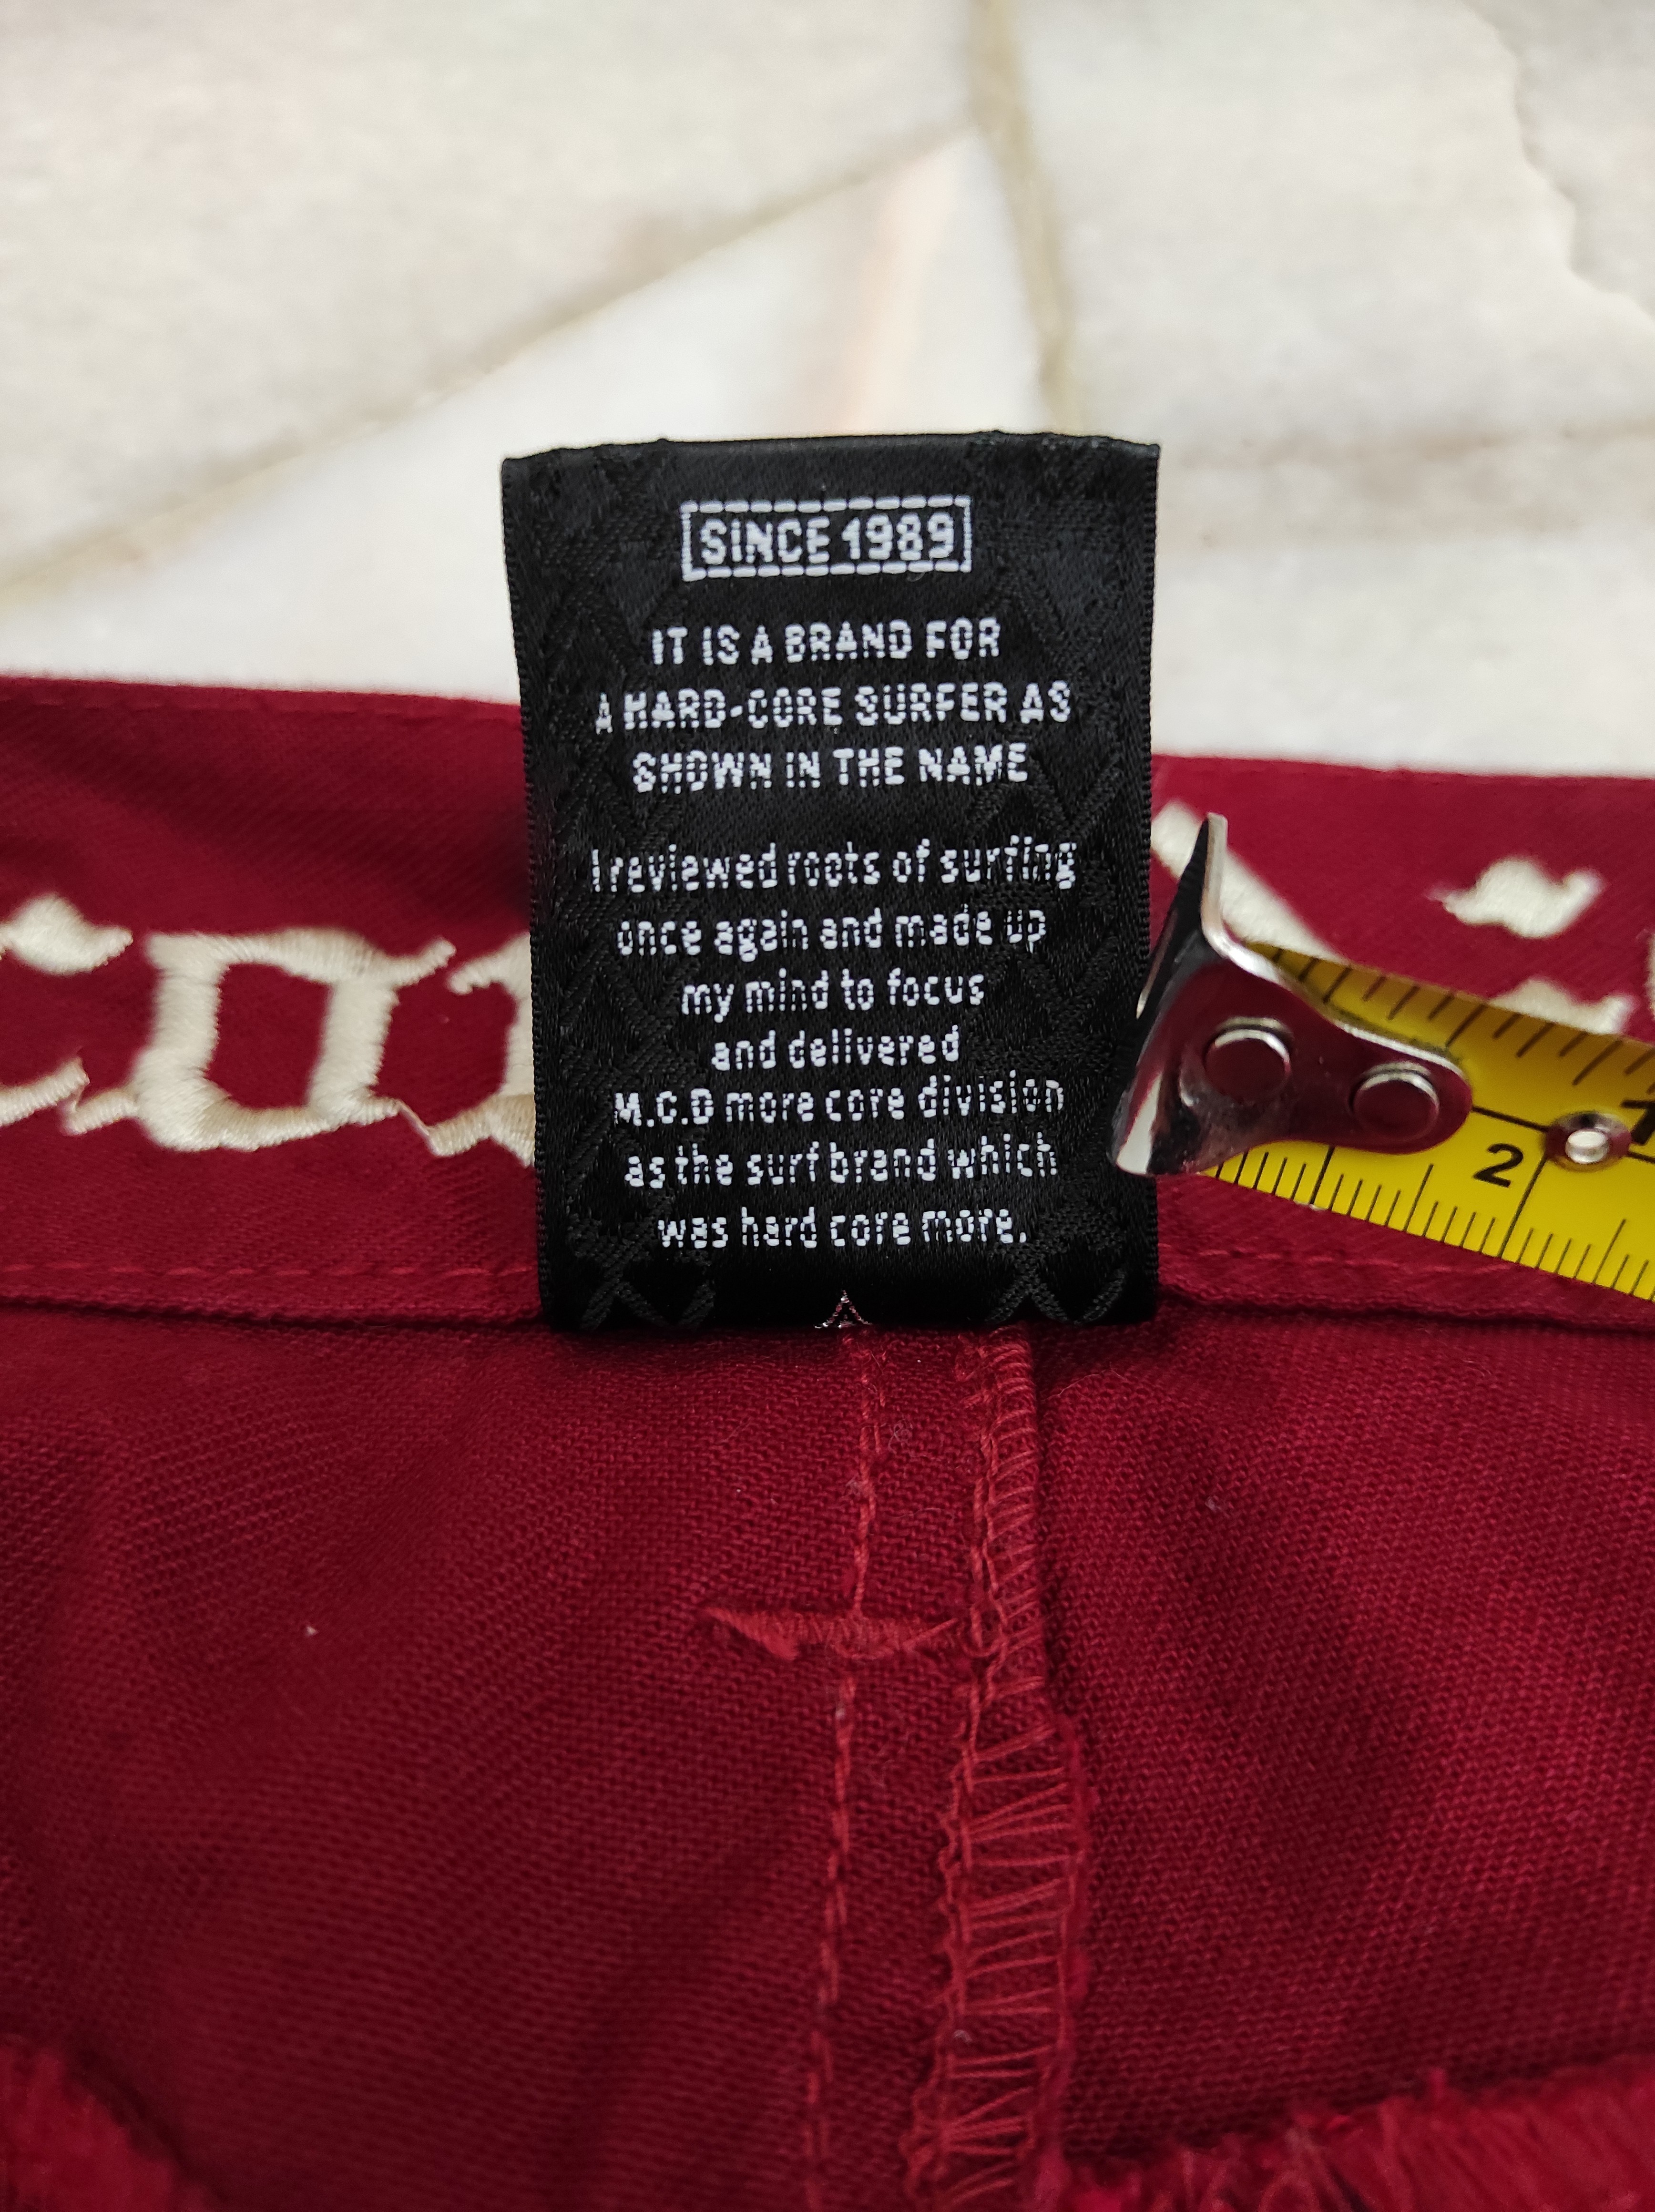 SINCE 1989
IT IS A BRAND FOR
A HARD-CORE SURFER AS
SHOWN IN THE NAME
I reviewed roots of surfing
once again and made up
my mind to focus
and delivered
M.C.D more core division
as the surf brand which
was hard core more.
2
1